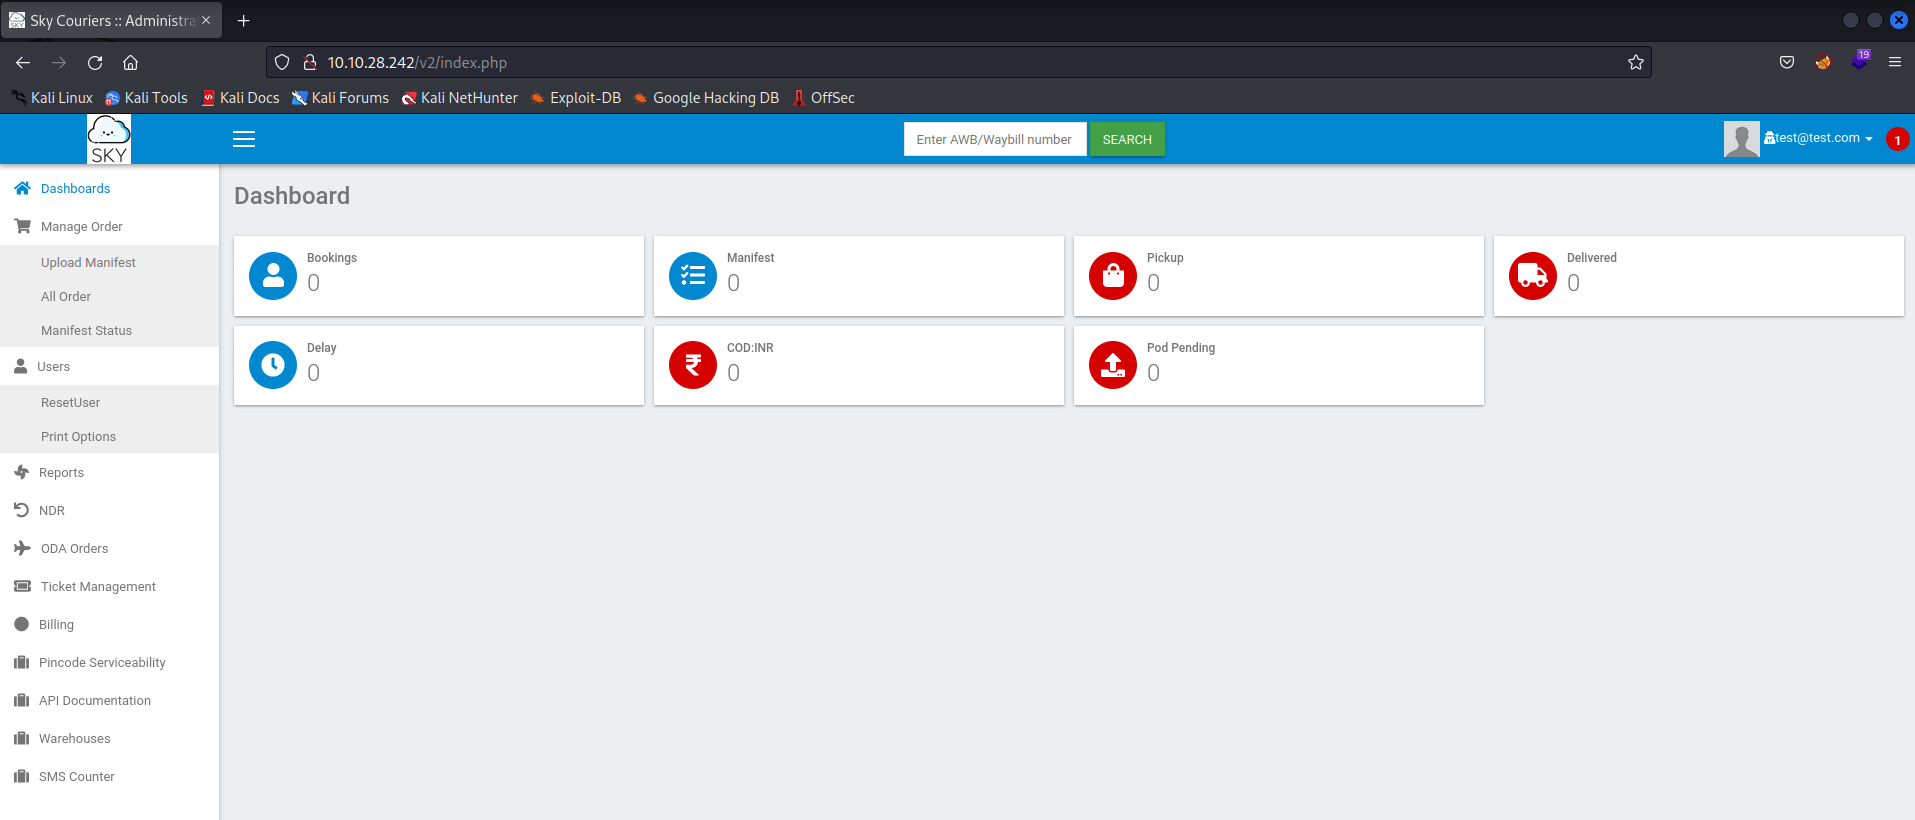 Sky Couriers :: Administra
10.10.28.242/v2/index.php
19
Kali Linux Kali Tools Kali Docs Kali Forums Kali NetHunter Exploit-DB Google Hacking DB OffSec
SKY
Enter AWB/Waybill number SEARCH
test@test.com
1
Dashboards
Manage Order
Upload Manifest
All Order
Manifest Status
Users
ResetUser
Print Options
Reports
NDR
ODA Orders
Ticket Management
Billing
Pincode Serviceability
API Documentation
Warehouses
SMS Counter
Dashboard
Bookings
0
Manifest
0
Pickup
0
Delivered
0
Delay
0
COD:INR
0
Pod Pending
0